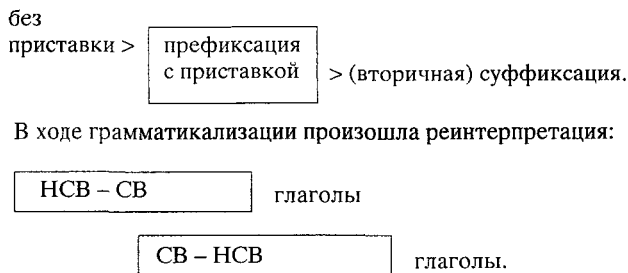 без
приставки > префиксация
с приставкой > (вторичная) суффиксация.
В ходе грамматикализации произошла реинтерпретация:
НСВ – СВ глаголы
СВ – НСВ глаголы.